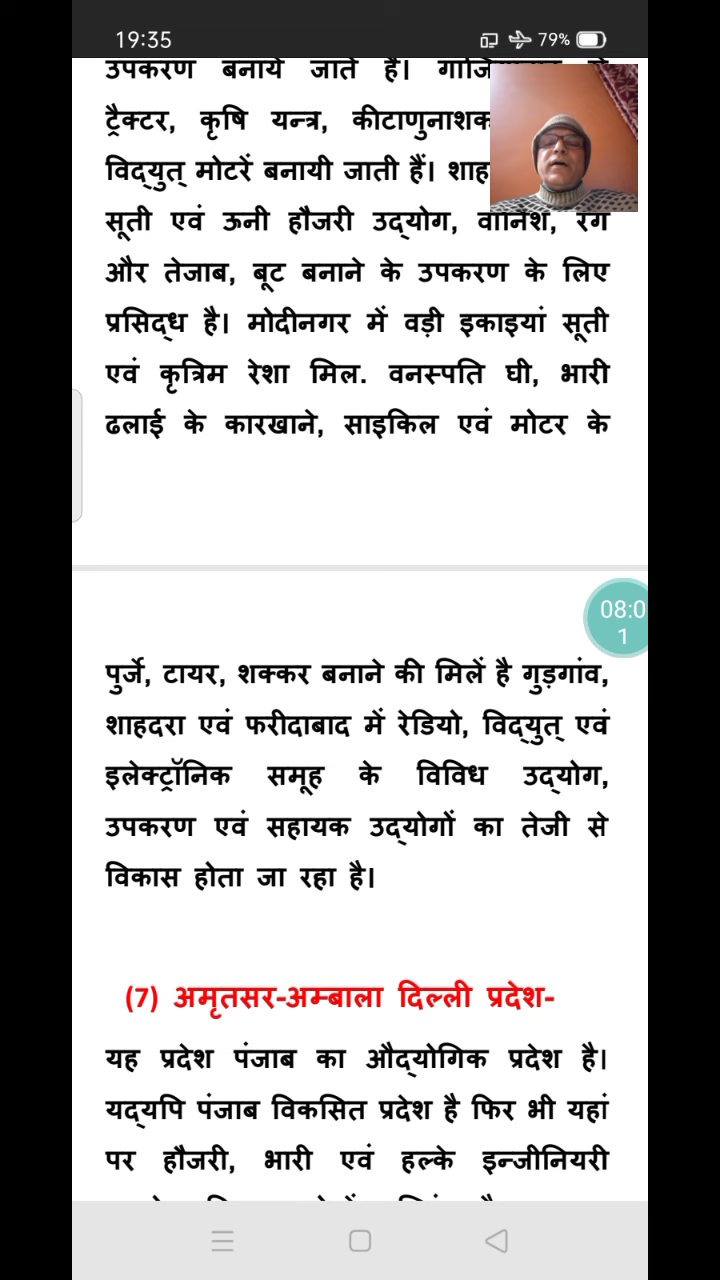 19:35
79%
उपकरण बनाये जाते हैं।
ट्रैक्टर, कृषि यन्त्र, कीटाणुनाशक
विद्युत् मोटरें बनायी जाती हैं।
सूती एवं ऊनी हौजरी उद्योग, वार्निश, रंग
और तेजाब, बूट बनाने के उपकरण के लिए
प्रसिद्ध है। मोदीनगर में वड़ी इकाइयां सूती
एवं कृत्रिम रेशा मिल. वनस्पति घी, भारी
ढलाई के कारखाने, साइकिल एवं मोटर के
08:0
1
पुर्जे, टायर, शक्कर बनाने की मिलें है गुड़गांव,
शाहदरा एवं फरीदाबाद में रेडियो, विद्युत् एवं
इलेक्ट्रॉनिक समूह के विविध उद्योग,
उपकरण एवं सहायक उद्योगों का तेजी से
विकास होता जा रहा है।
(7) अमृतसर-अम्बाला दिल्ली प्रदेश-
यह प्रदेश पंजाब का औद्योगिक प्रदेश है।
यद्यपि पंजाब विकसित प्रदेश है फिर भी यहां
पर हौजरी, भारी एवं हल्के इन्जीनियरी